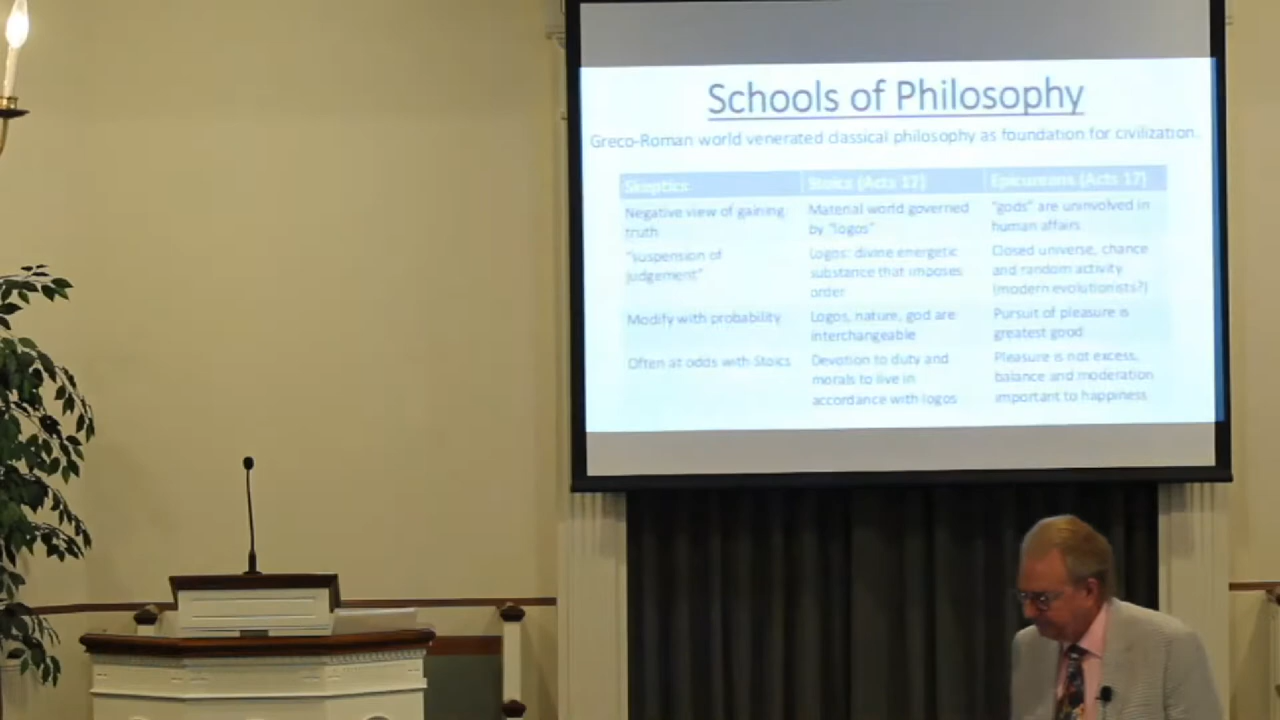 Schools of Philosophy
Greco-Roman world venerated classical philosophy as foundation for civilization.
Skeptics
Stoics (Acts 17)
Epicureans (Acts 17)
Negative view of gaining
truth
Material world governed
by "logos"
"gods" are uninvolved in
human affairs
"suspension of
judgement"
Logos: divine energetic
substance that imposes
order
Closed universe, chance
and random activity
(modern evolutionists?)
Modify with probability
Logos, nature, god are
interchangeable
Pursuit of pleasure is
greatest good
Often at odds with Stoics
Devotion to duty and
morals to live in
accordance with logos
Pleasure is not excess,
balance and moderation
important to happiness